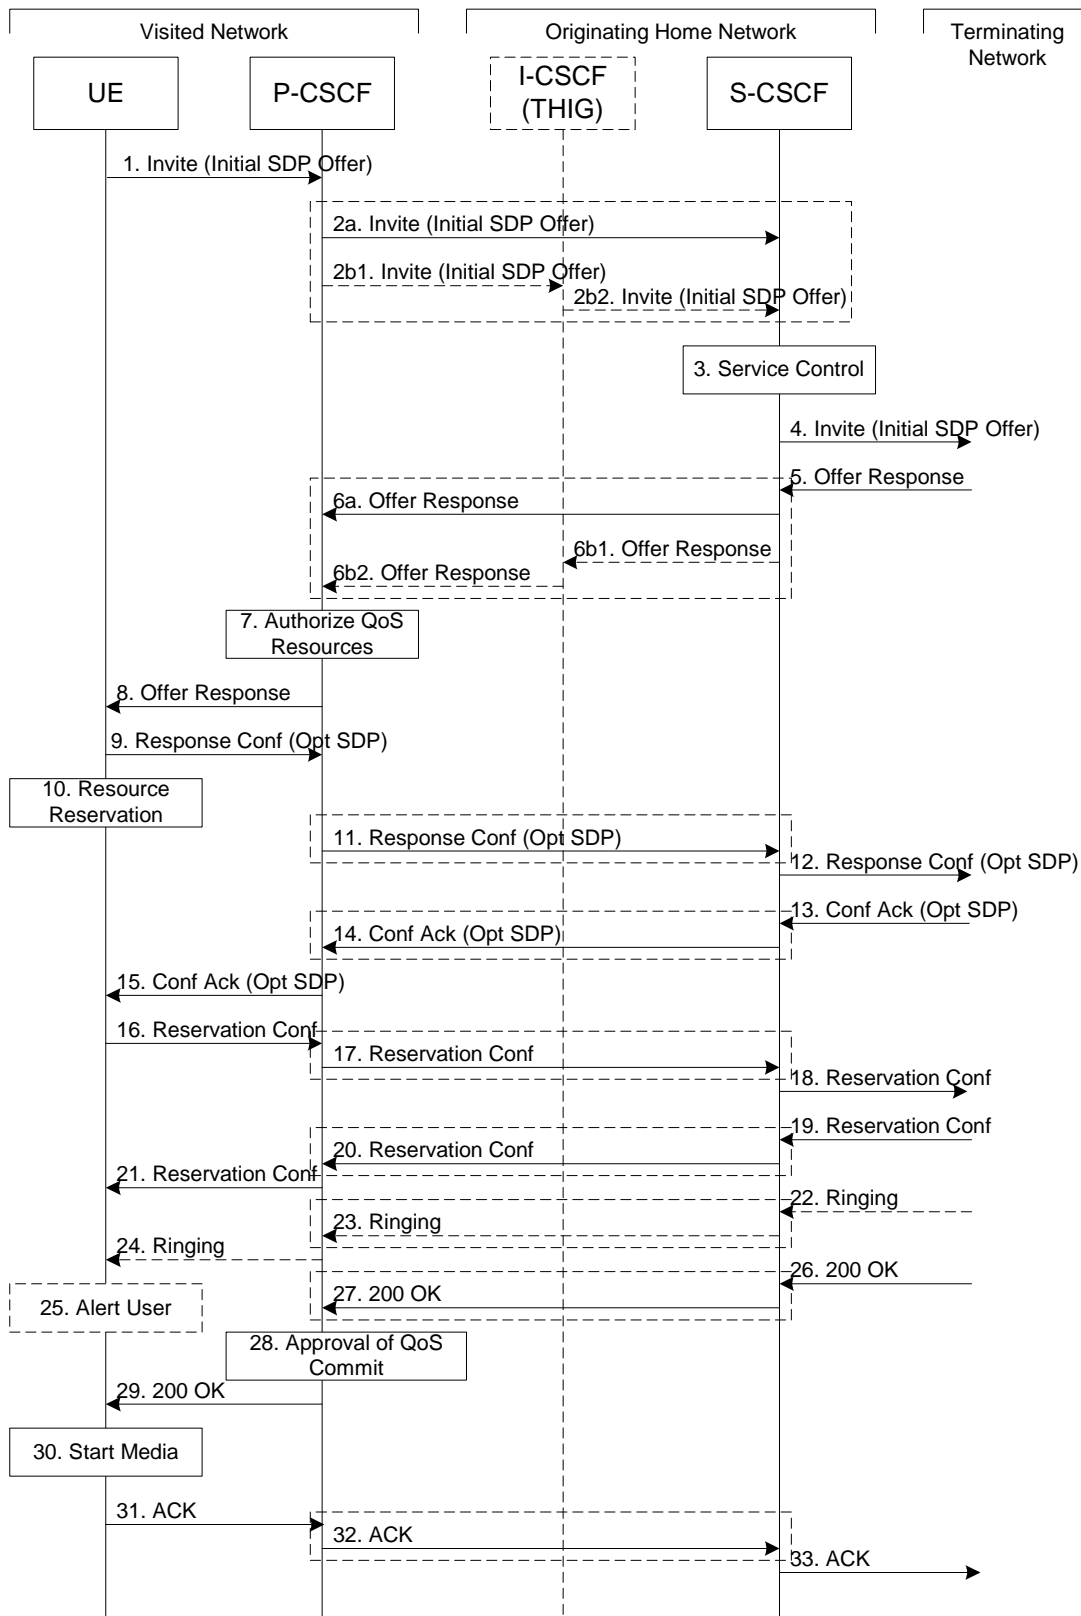 Visited Network
Originating Home Network
Terminating
Network
UE
P-CSCF
I-CSCF
(THIG)
S-CSCF
1. Invite (Initial SDP Offer)
2a. Invite (Initial SDP Offer)
2b1. Invite (Initial SDP Offer)
2b2. Invite (Initial SDP Offer)
3. Service Control
4. Invite (Initial SDP Offer)
5. Offer Response
6a. Offer Response
6b1. Offer Response
6b2. Offer Response
7. Authorize QoS
Resources
8. Offer Response
9. Response Conf (Opt SDP)
10. Resource
Reservation
11. Response Conf (Opt SDP)
12. Response Conf (Opt SDP)
13. Conf Ack (Opt SDP)
14. Conf Ack (Opt SDP)
15. Conf Ack (Opt SDP)
16. Reservation Conf
17. Reservation Conf
18. Reservation Conf
19. Reservation Conf
20. Reservation Conf
21. Reservation Conf
22. Ringing
23. Ringing
24. Ringing
25. Alert User
26. 200 OK
27. 200 OK
28. Approval of QoS
Commit
29. 200 OK
30. Start Media
31. ACK
32. ACK
33. ACK